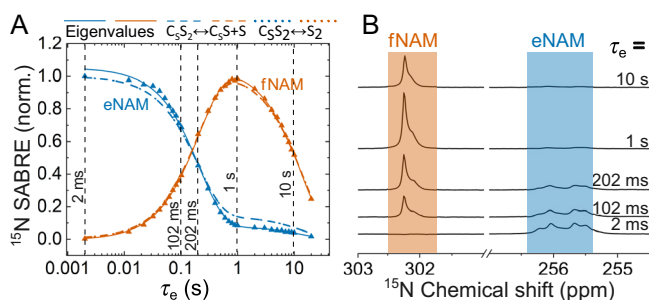 A
Eigenvalues CₛS₂↔CₛS+S CₛS₂↔S₂
¹⁵N SABRE (norm.)
1.0
0.8
0.6
0.4
0.2
0.0
eNAM
fNAM
2 ms
102 ms
202 ms
1 s
10 s
0.001 0.01 0.1 1 10
τₑ (s)
B
fNAM eNAM τₑ =
10 s
1 s
202 ms
102 ms
2 ms
303 302 256 255
¹⁵N Chemical shift (ppm)